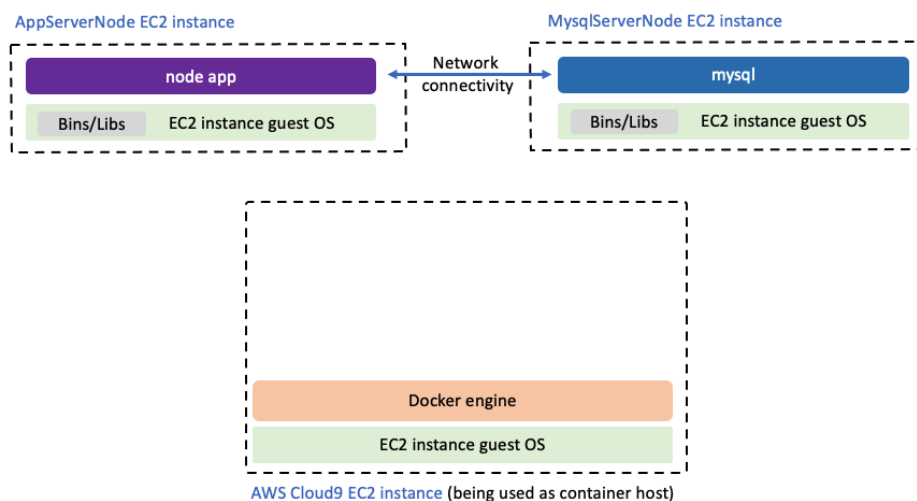 AppServerNode EC2 instance
MysqlServerNode EC2 instance
node app
Network
connectivity
mysql
Bins/Libs
EC2 instance guest OS
Bins/Libs
EC2 instance guest OS
Docker engine
EC2 instance guest OS
AWS Cloud9 EC2 instance (being used as container host)